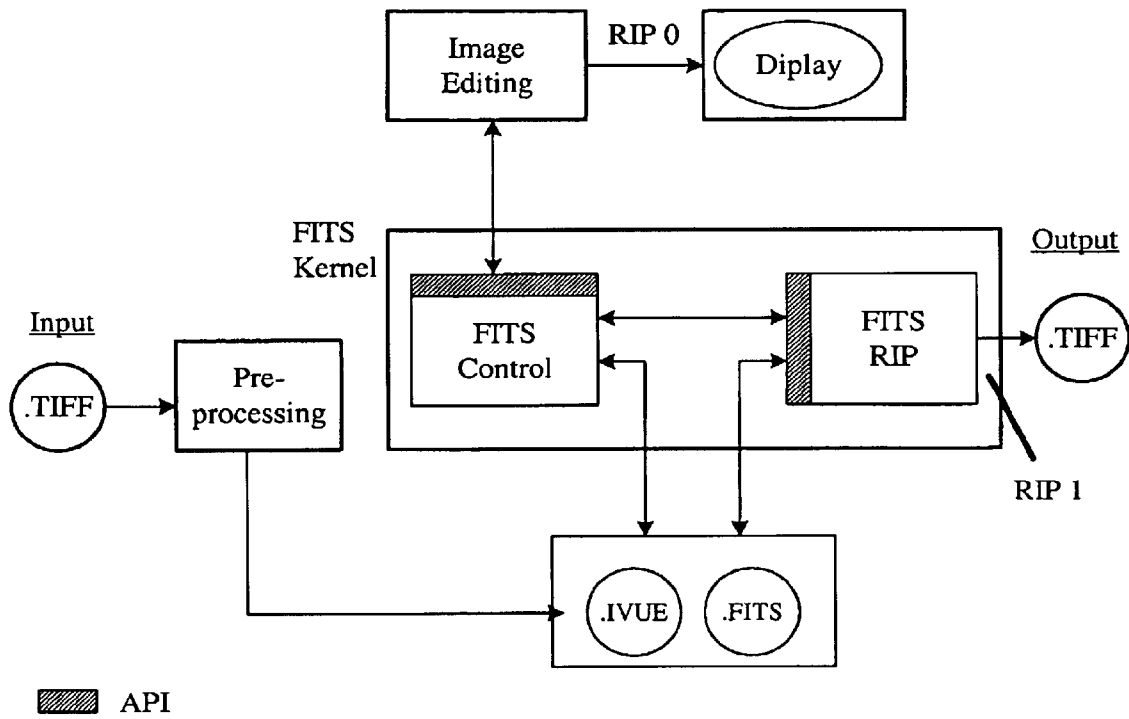 Image
Editing
RIP 0
Diplay
FITS
Kernel
Output
Input
FITS
Control
FITS
RIP
.TIFF
.TIFF
Pre-
processing
RIP 1
.IVUE
.FITS
API